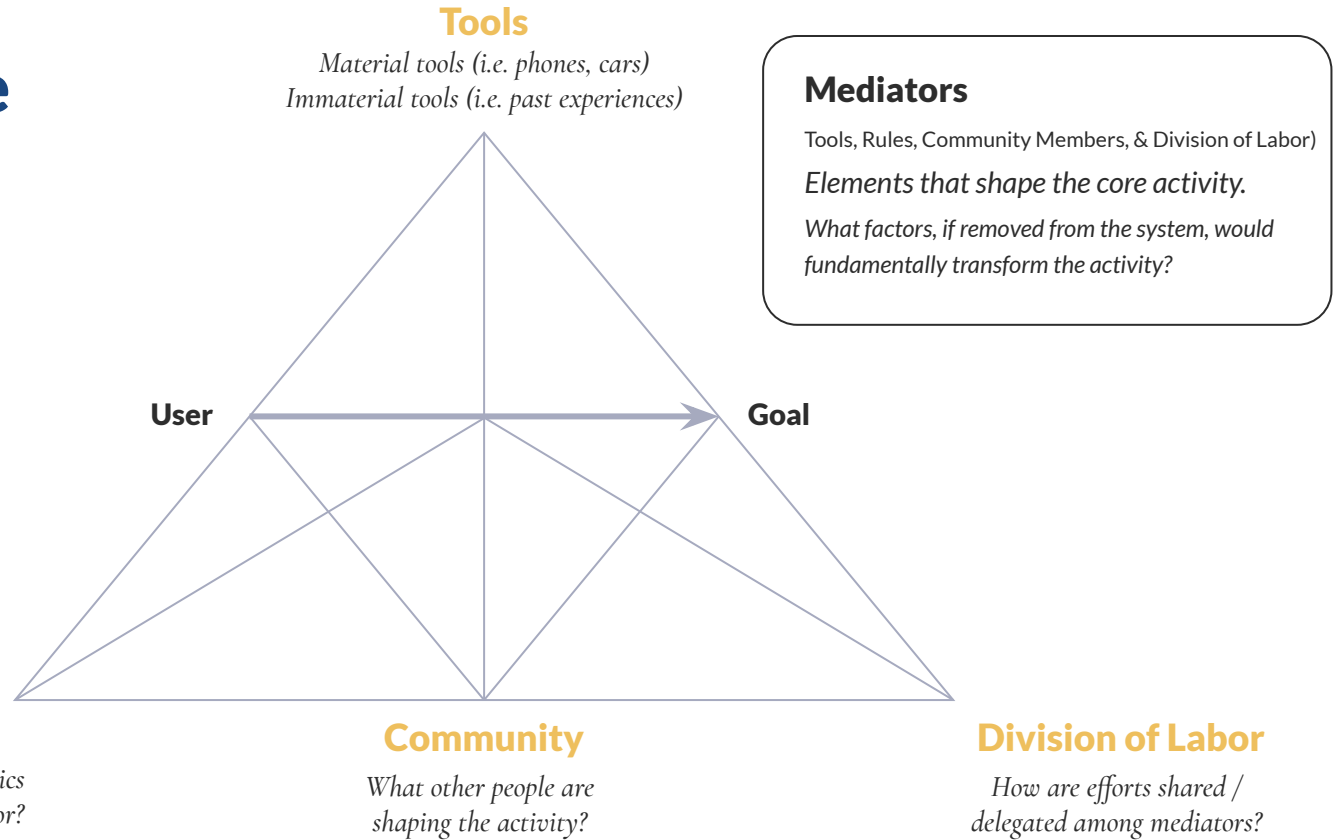 Tools
Material tools (i.e. phones, cars)
Immaterial tools (i.e. past experiences)
Mediators
Tools, Rules, Community Members, & Division of Labor)
Elements that shape the core activity.
What factors, if removed from the system, would
fundamentally transform the activity?
User
Goal
Community
What other people are
shaping the activity?
Division of Labor
How are efforts shared /
delegated among mediators?